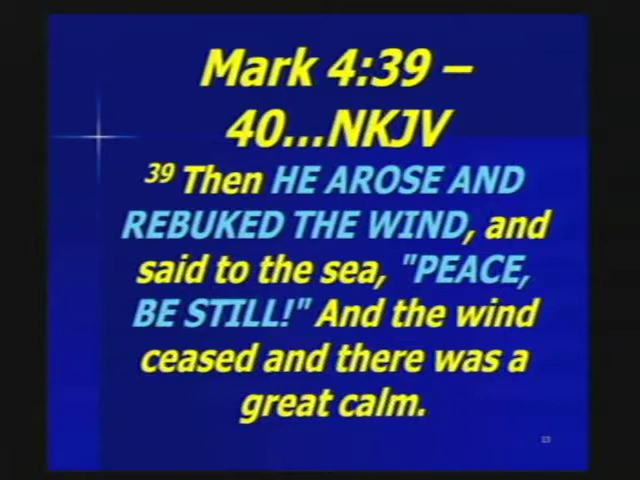 Mark 4:39 –
40...NKJV
39 Then HE AROSE AND
REBUKED THE WIND, and
said to the sea, "PEACE,
BE STILL!" And the wind
ceased and there was a
great calm.